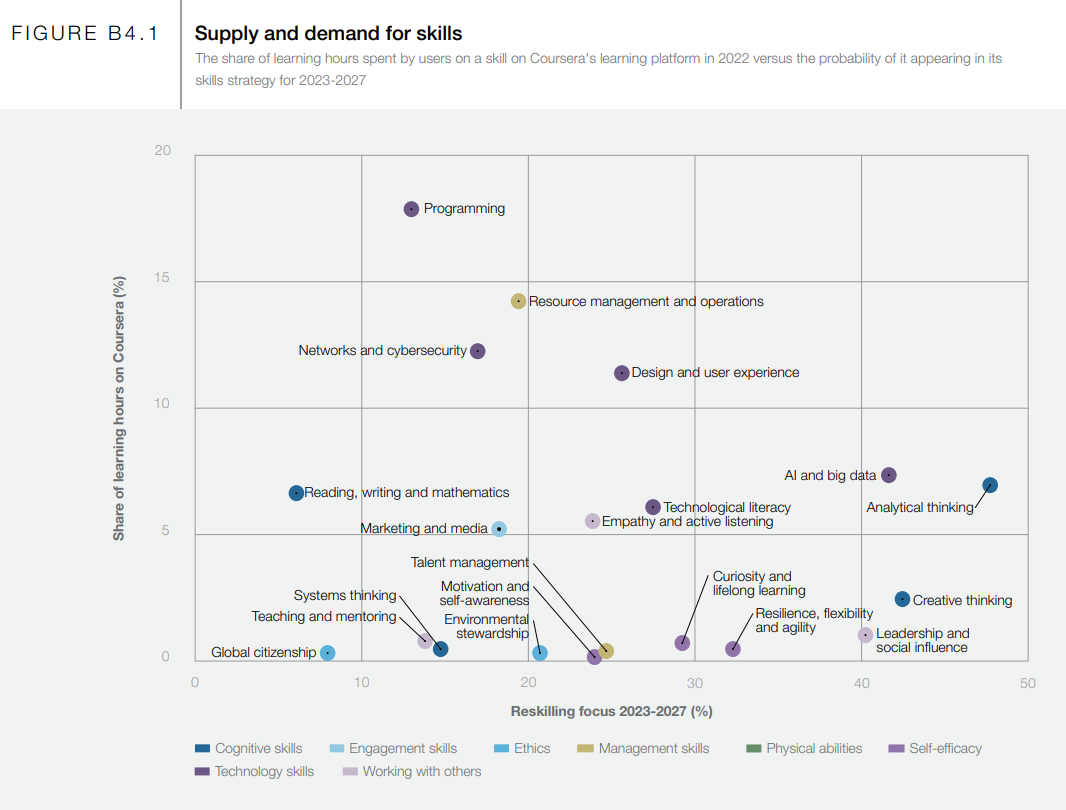 FIGURE B4.1
Supply and demand for skills
The share of learning hours spent by users on a skill on Coursera's learning platform in 2022 versus the probability of it appearing in its
skills strategy for 2023-2027
Share of learning hours on Coursera (%)
20
15
10
5
0
Programming
Resource management and operations
Networks and cybersecurity
Design and user experience
AI and big data
Reading, writing and mathematics
Analytical thinking
Technological literacy
Empathy and active listening
Marketing and media
Talent management
Motivation and
self-awareness
Systems thinking
Teaching and mentoring
Environmental
stewardship
Curiosity and
lifelong learning
Creative thinking
Resilience, flexibility
and agility
Leadership and
social influence
Global citizenship
0
10
20
30
40
50
Reskilling focus 2023-2027 (%)
Cognitive skills
Engagement skills
Ethics
Management skills
Physical abilities
Self-efficacy
Technology skills
Working with others